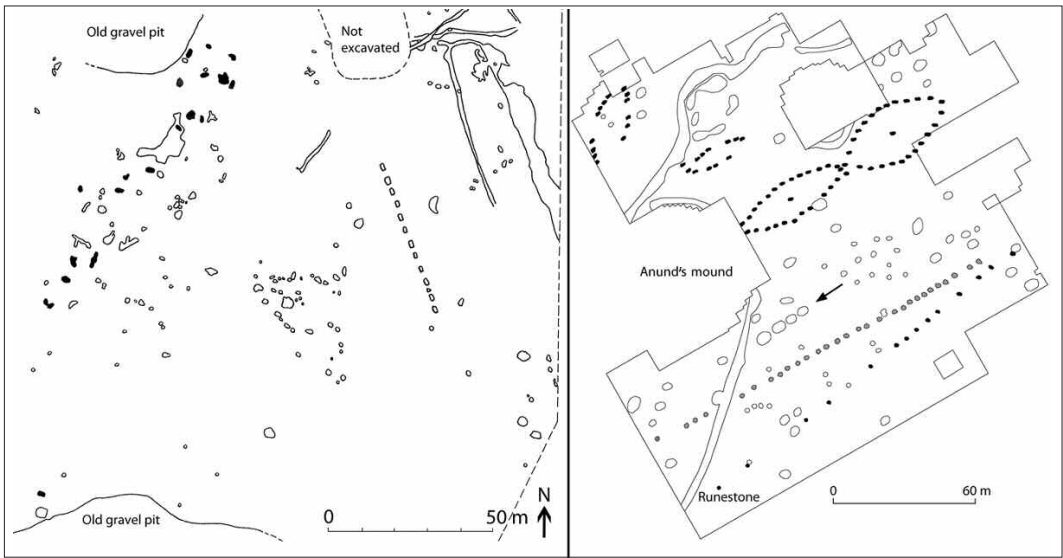 Old gravel pit
Not
excavated
Old gravel pit
0
50 m
N
Anund's mound
Runestone
0
60 m